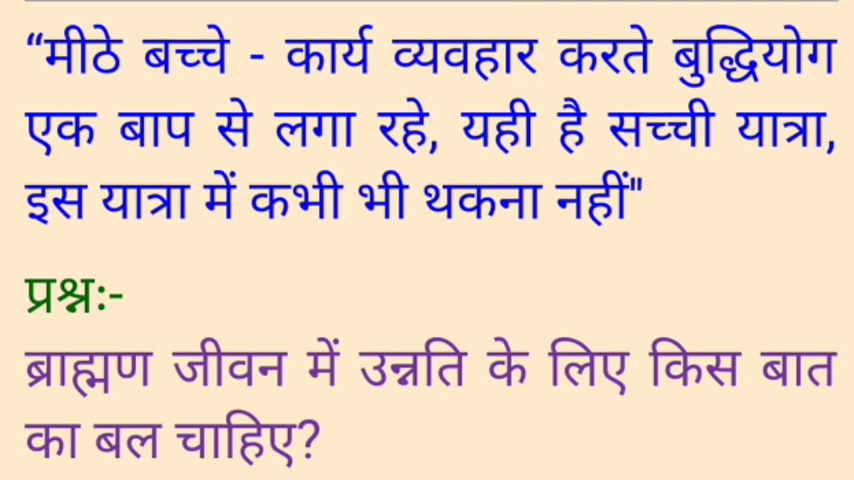 “मीठे बच्चे - कार्य व्यवहार करते बुद्धियोग
एक बाप से लगा रहे, यही है सच्ची यात्रा,
इस यात्रा में कभी भी थकना नहीं"
प्रश्नः-
ब्राह्मण जीवन में उन्नति के लिए किस बात
का बल चाहिए?